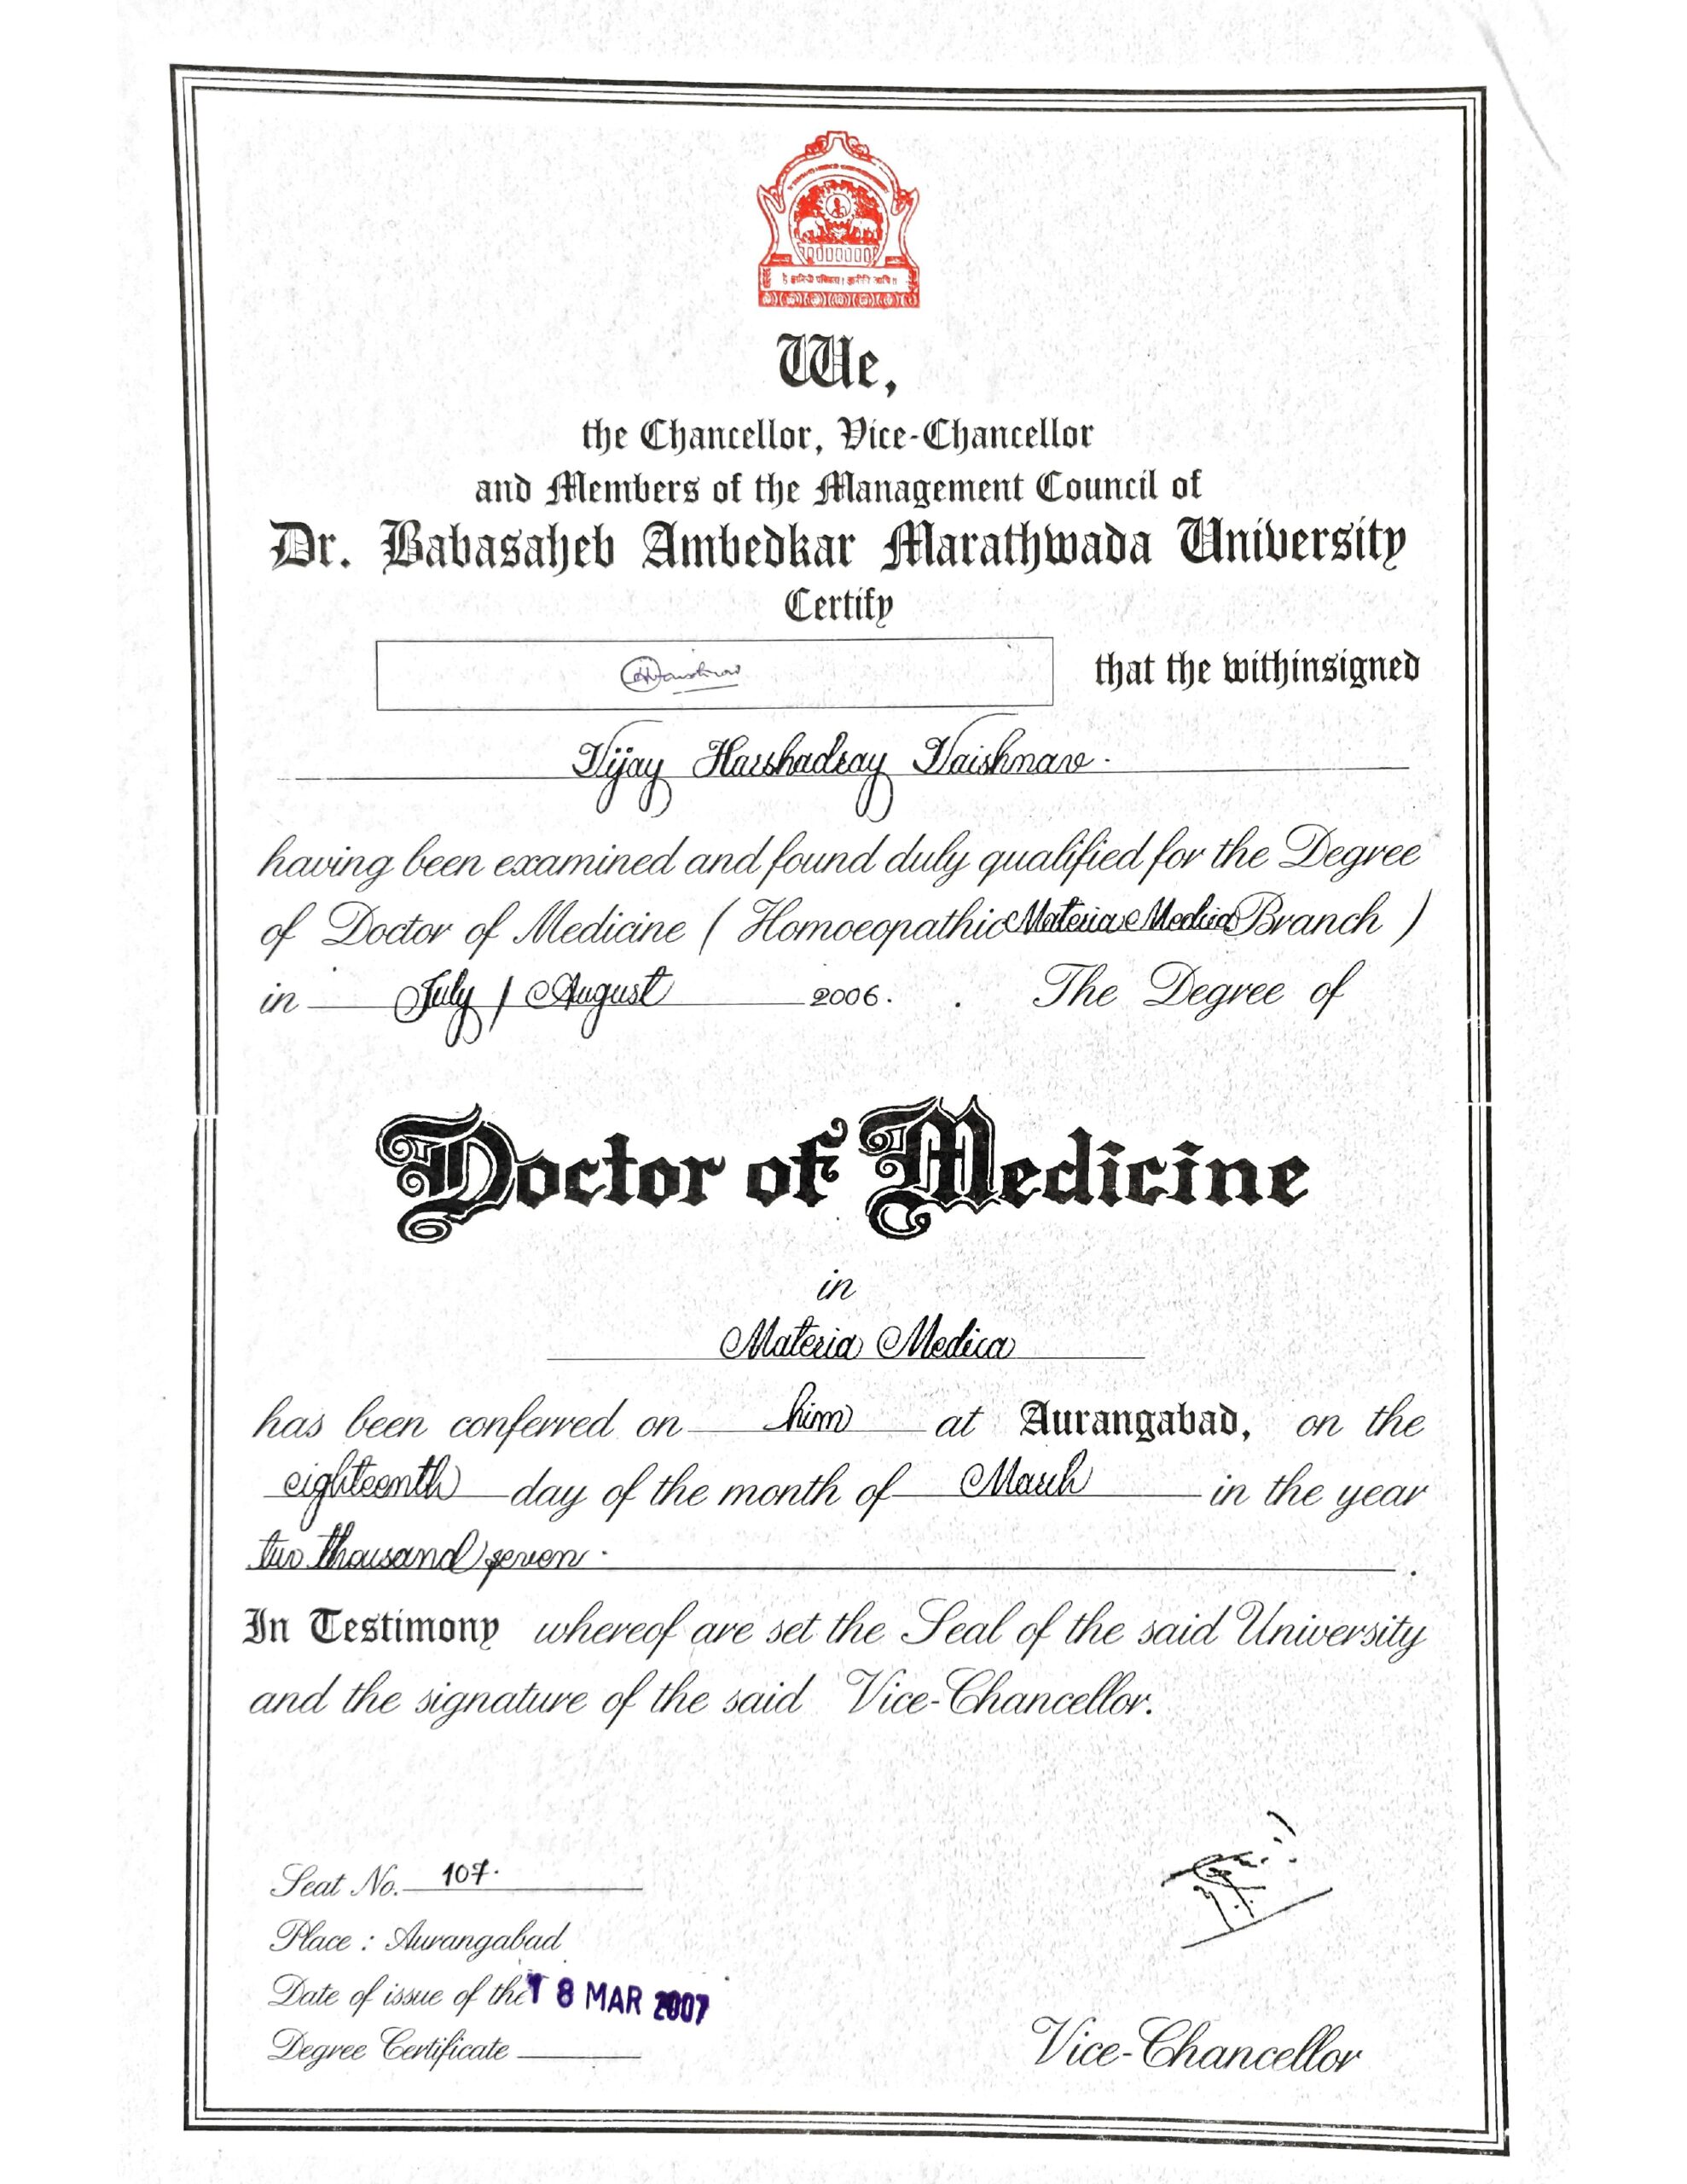 We,
the Chancellor, Vice-Chancellor
and Members of the Management Council of
Dr. Babasaheb Ambedkar Marathwada University
Certify
that the withinsigned
Vijay Harshadray Vaishnav.
having been examined and found duly qualified for the Degree
of Doctor of Medicine ( Homoeopathic Materia Medica Branch )
in July / August 2006. . The Degree of
Doctor of Medicine
in
Materia Medica
has been conferred on him at Aurangabad, on the
eighteenth day of the month of March in the year
two thousand seven. .
In Testimony whereof are set the Seal of the said University
and the signature of the said Vice-Chancellor.
Seat No. 107.
Place : Aurangabad
Date of issue of the 18 MAR 2007
Degree Certificate
Vice-Chancellor